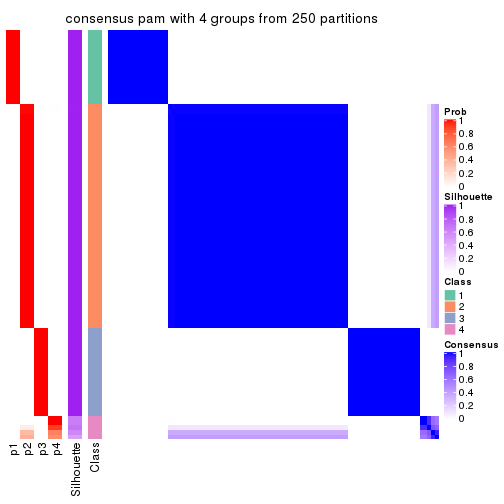 consensus pam with 4 groups from 250 partitions
Prob
1
0.8
0.6
0.4
0.2
0
Silhouette
1
0.8
0.6
0.4
0.2
0
Class
1
2
3
4
Consensus
1
0.8
0.6
0.4
0.2
0
p1
p2
p3
p4
Silhouette
Class